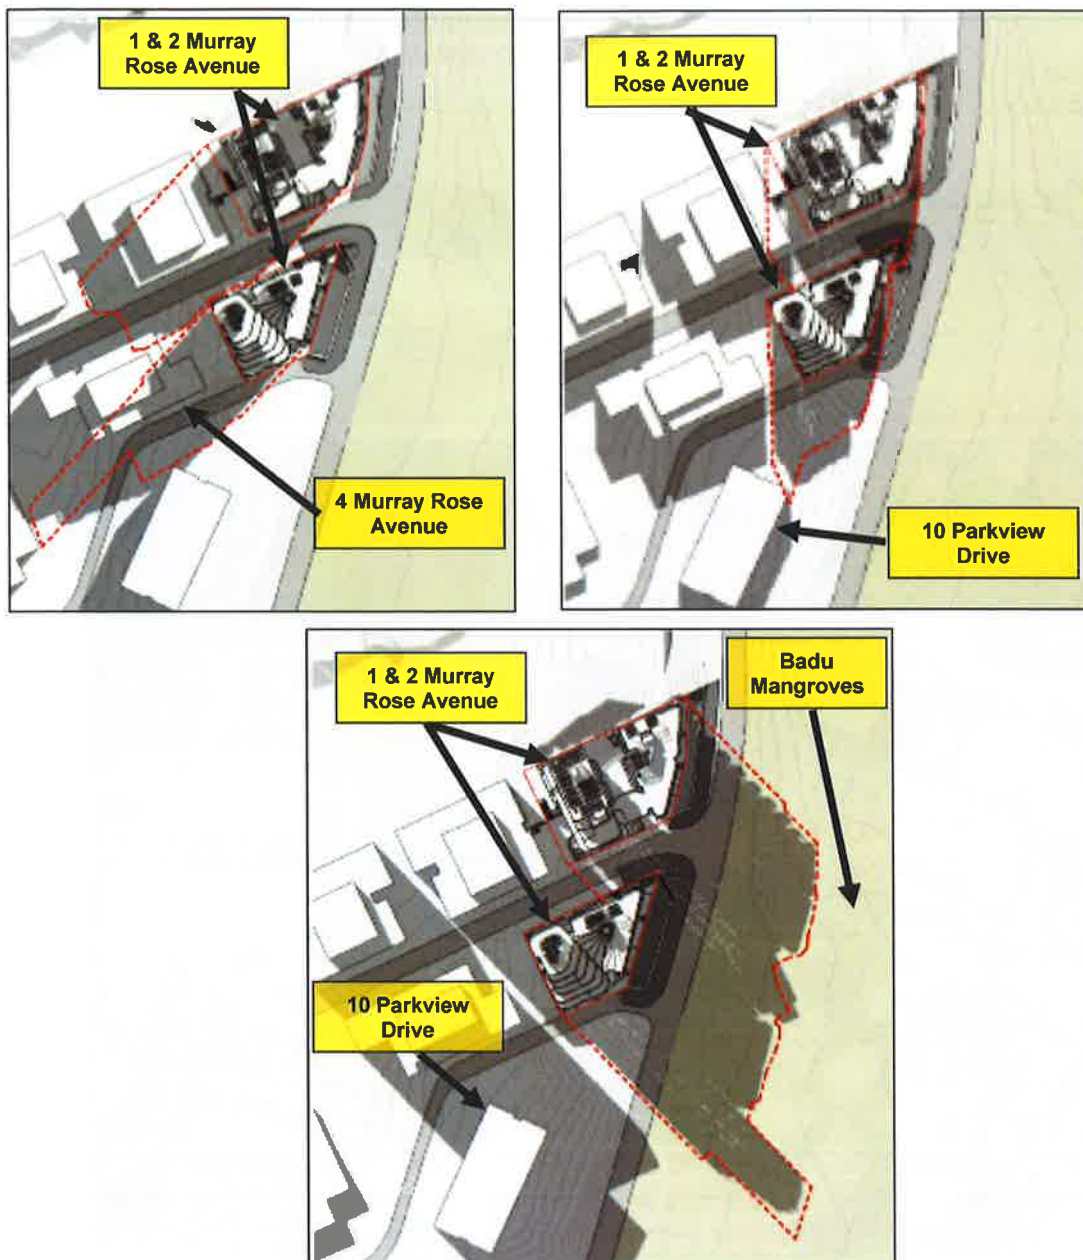 1 & 2 Murray
Rose Avenue
4 Murray Rose
Avenue
1 & 2 Murray
Rose Avenue
10 Parkview
Drive
1 & 2 Murray
Rose Avenue
Badu
Mangroves
10 Parkview
Drive